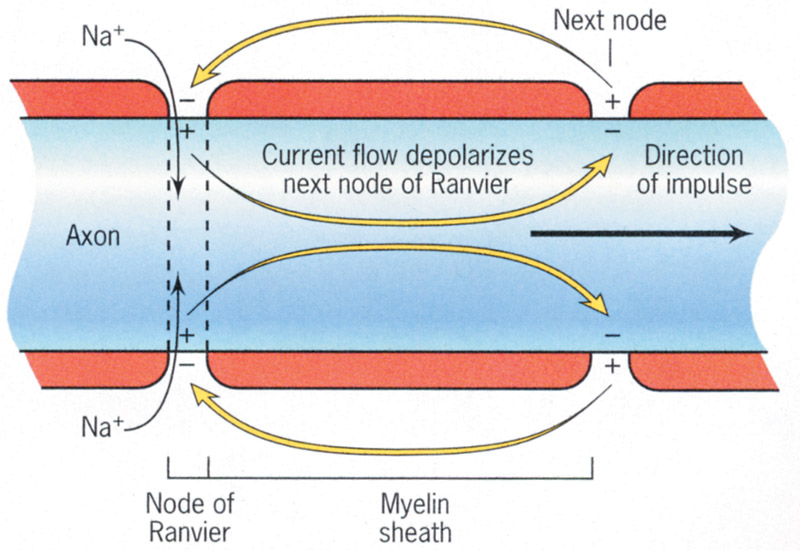 Na+
Next node
−
+
+
−
Current flow depolarizes
next node of Ranvier
Direction
of impulse
Axon
+
−
−
+
Na+
Node of
Ranvier
Myelin
sheath